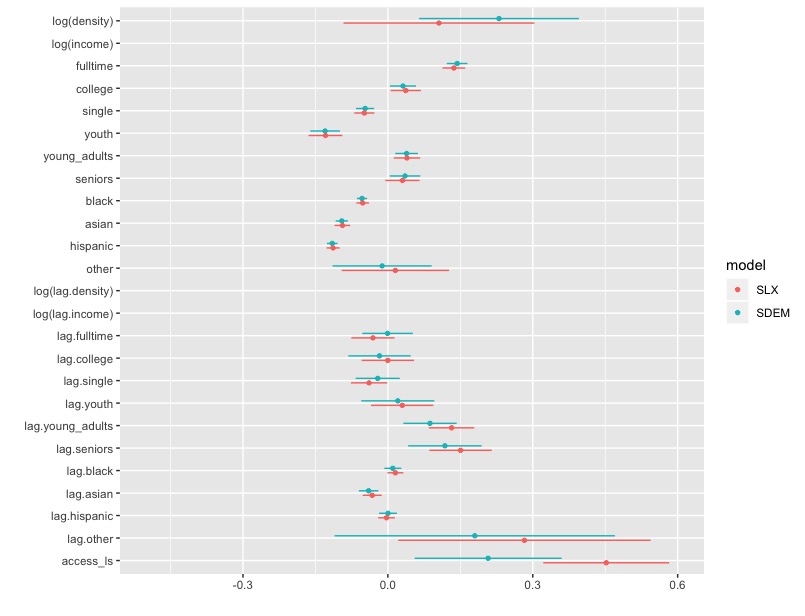 log(density)
log(income)
fulltime
college
single
youth
young_adults
seniors
black
asian
hispanic
other
log(lag.density)
log(lag.income)
lag.fulltime
lag.college
lag.single
lag.youth
lag.young_adults
lag.seniors
lag.black
lag.asian
lag.hispanic
lag.other
access_ls
-0.3 0.0 0.3 0.6
model
SLX
SDEM